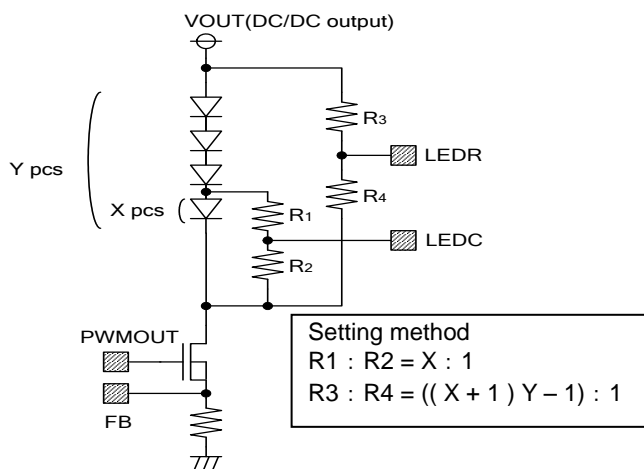 VOUT(DC/DC output)
R3
LEDR
Y pcs
R4
X pcs
R1
LEDC
R2
PWMOUT
FB
Setting method
R1 : R2 = X : 1
R3 : R4 = (( X + 1 ) Y – 1) : 1